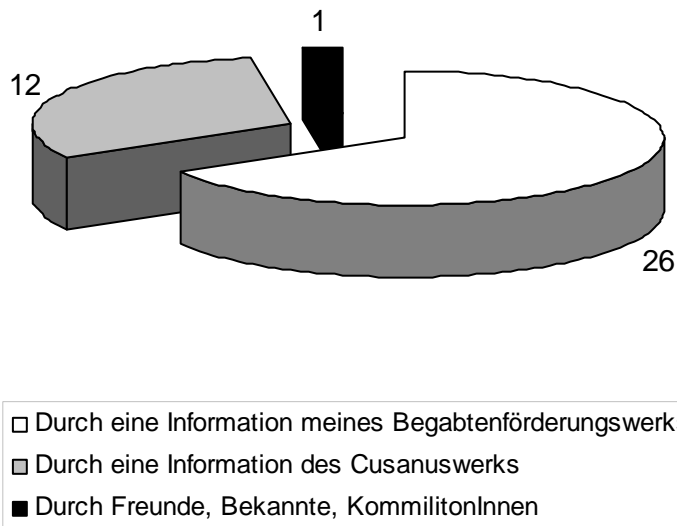 1
12
26
Durch eine Information meines Begabtenförderungswerk
Durch eine Information des Cusanuswerks
Durch Freunde, Bekannte, KommilitonInnen